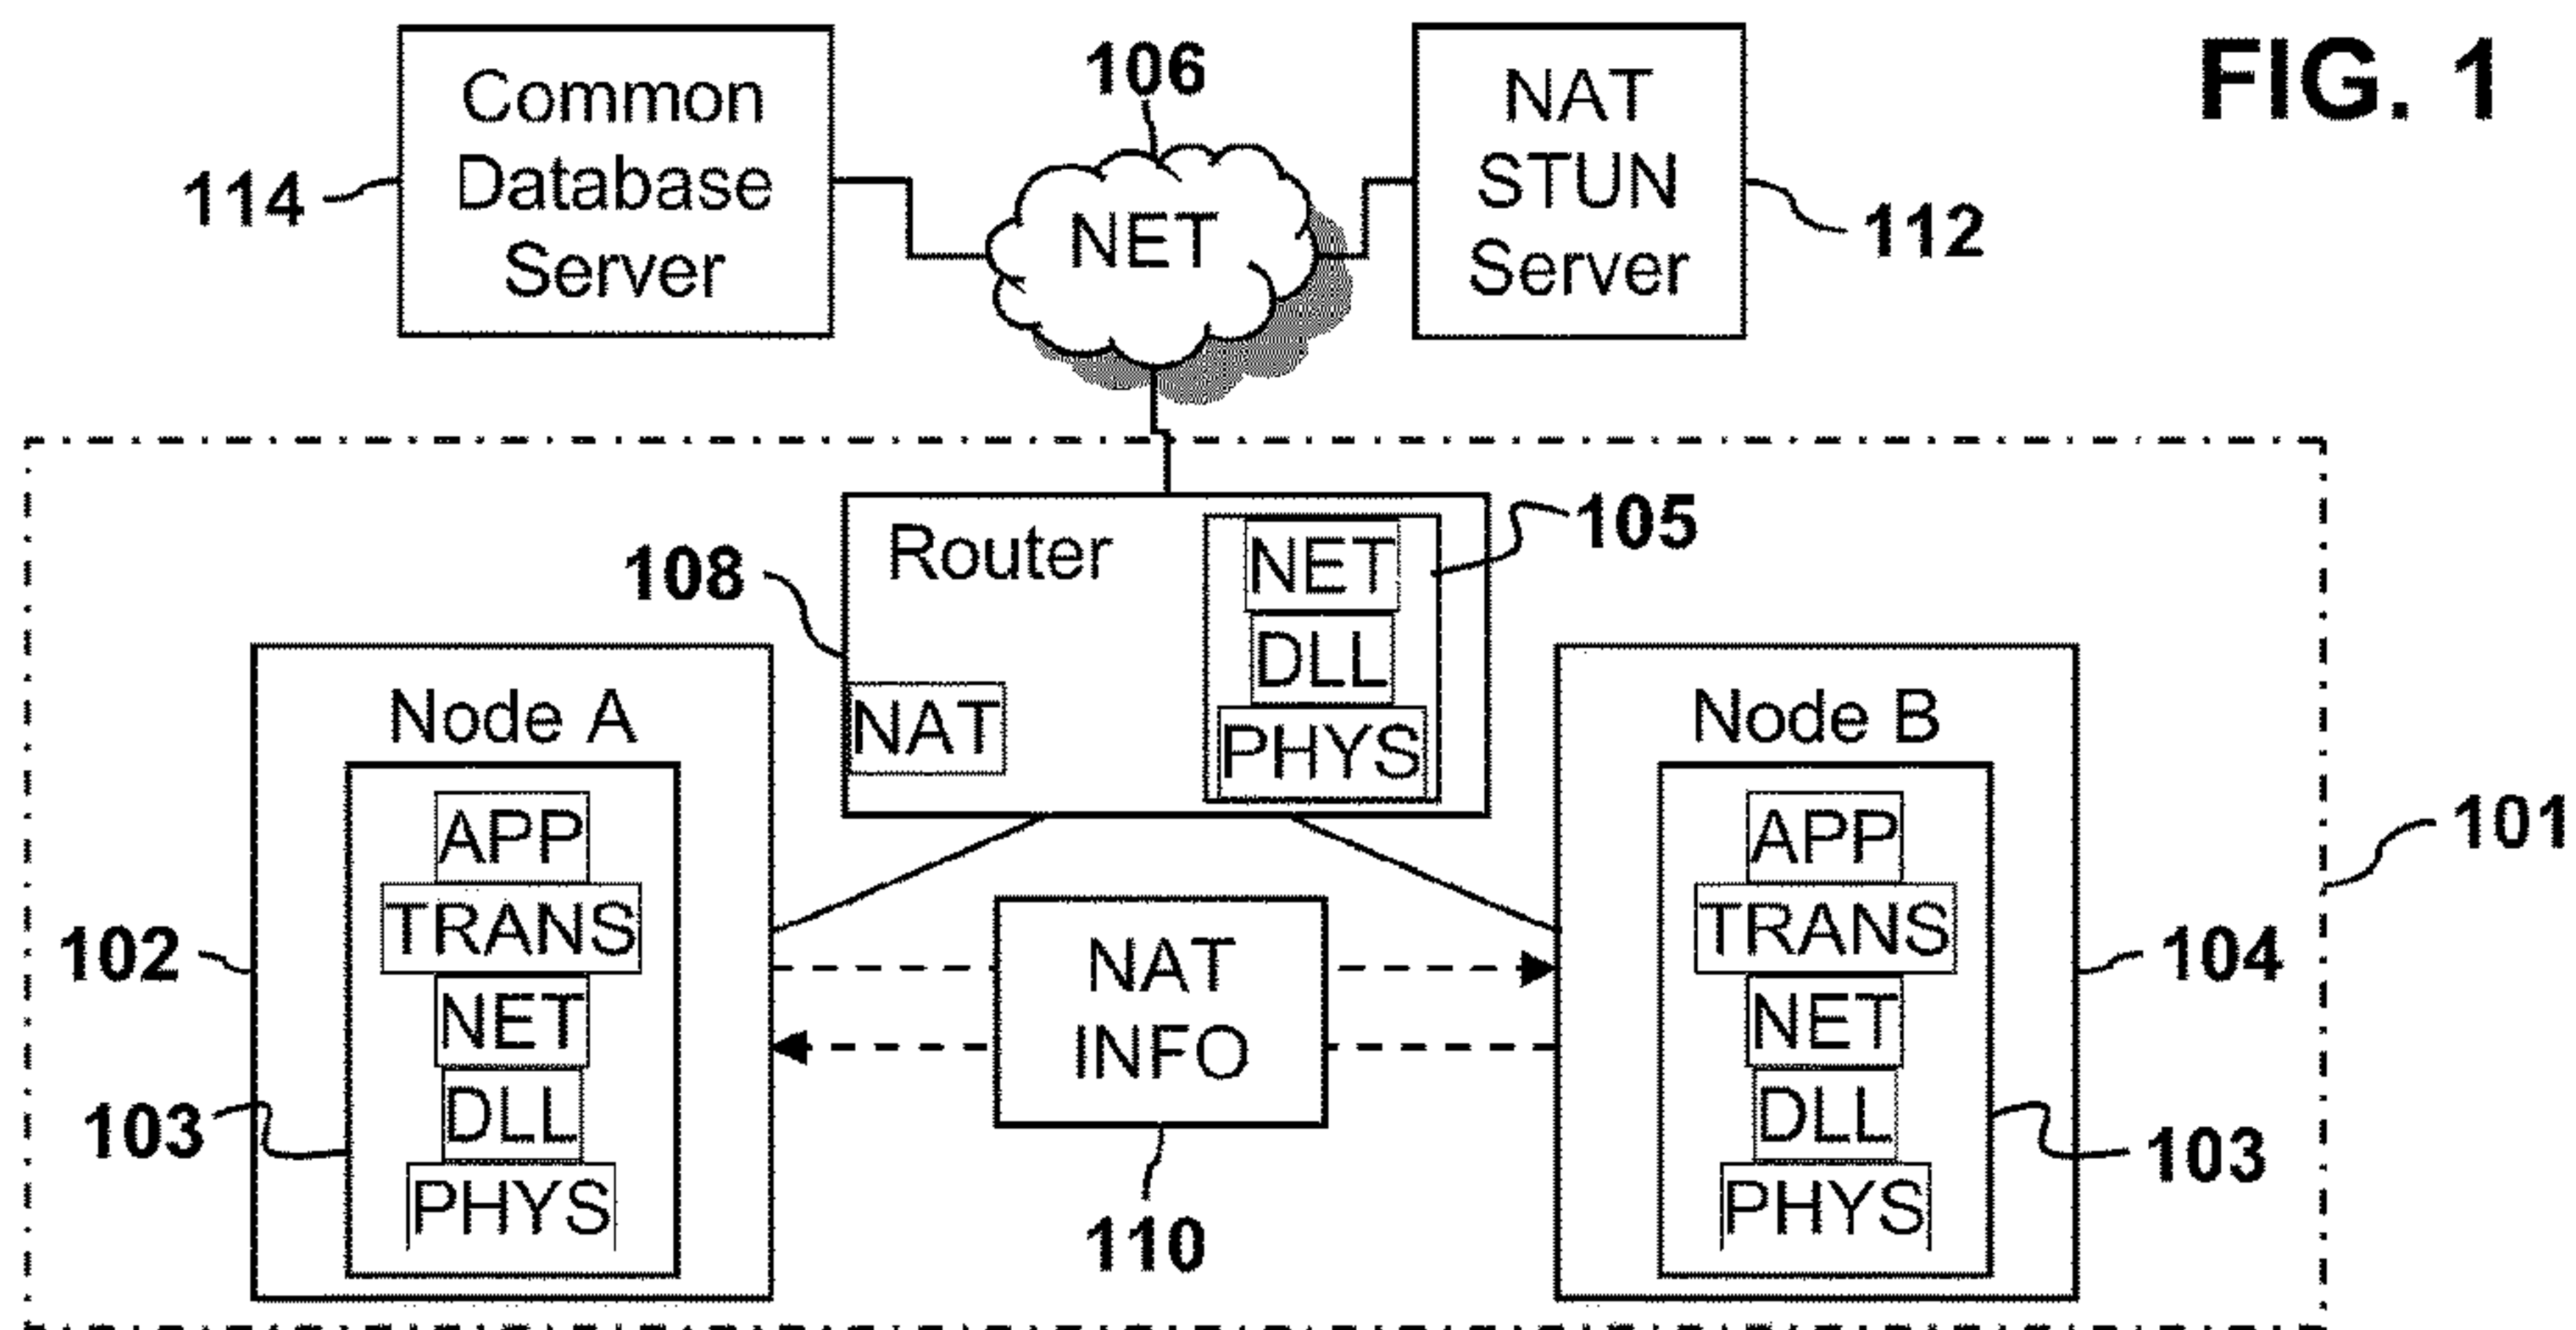 FIG. 1
106
Common
Database
Server
114
NET
NAT
STUN
Server
112
Router
108
NAT
NET
DLL
PHYS
105
Node A
APP
TRANS
NET
DLL
PHYS
102
103
NAT
INFO
110
Node B
APP
TRANS
NET
DLL
PHYS
104
103
101